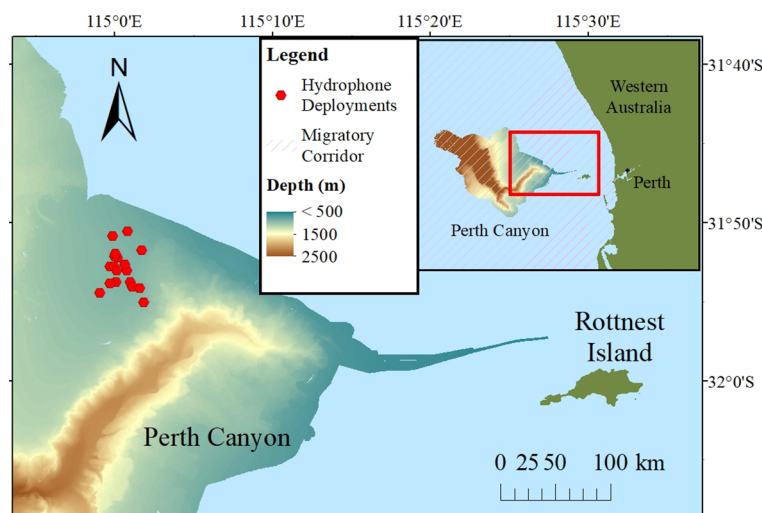 115°0'E
115°10'E
115°20'E
115°30'E
31°40'S
31°50'S
32°0'S
N
Legend
Hydrophone
Deployments
Migratory
Corridor
Depth (m)
< 500
1500
2500
Western
Australia
Perth
Perth Canyon
Rottnest
Island
Perth Canyon
0 25 50 100 km